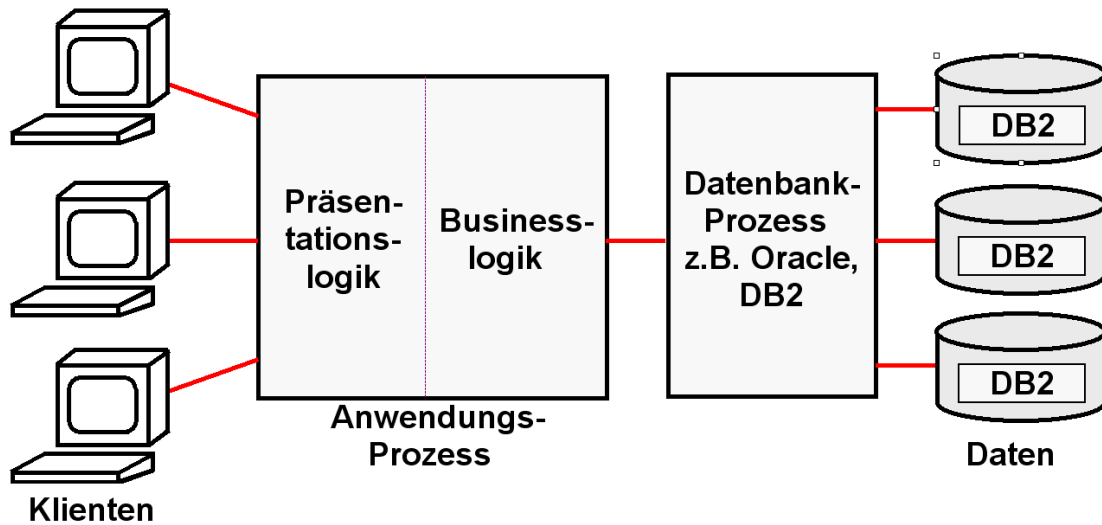 Präsen-
tations-
logik
Business-
logik
Anwendungs-
Prozess
Datenbank-
Prozess
z.B. Oracle,
DB2
DB2
DB2
DB2
Klienten
Daten